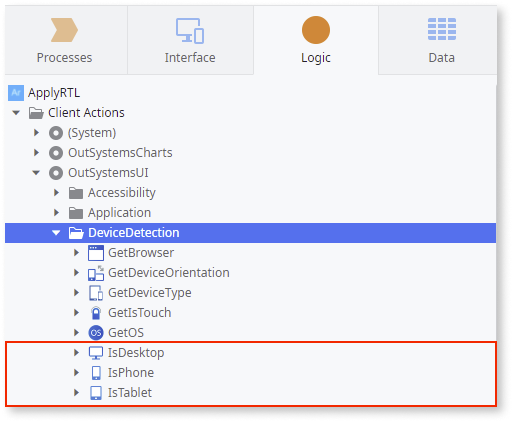 Processes
Interface
Logic
Data
ApplyRTL
Client Actions
(System)
OutSystemsCharts
OutSystemsUI
Accessibility
Application
DeviceDetection
GetBrowser
GetDeviceOrientation
GetDeviceType
GetIsTouch
OS GetOS
IsDesktop
IsPhone
IsTablet